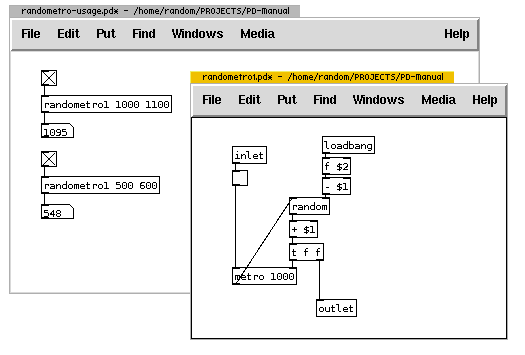 randometro-usage.pd* - /home/random/PROJECTS/PD-Manual
File Edit Put Find Windows Media Help
randometro1 1000 1100
1095
randometro1 500 600
548
randometro1.pd* - /home/random/PROJECTS/PD-Manual
File Edit Put Find Windows Media Help
loadbang
inlet
f $2
- $1
random
+ $1
t f f
metro 1000
outlet